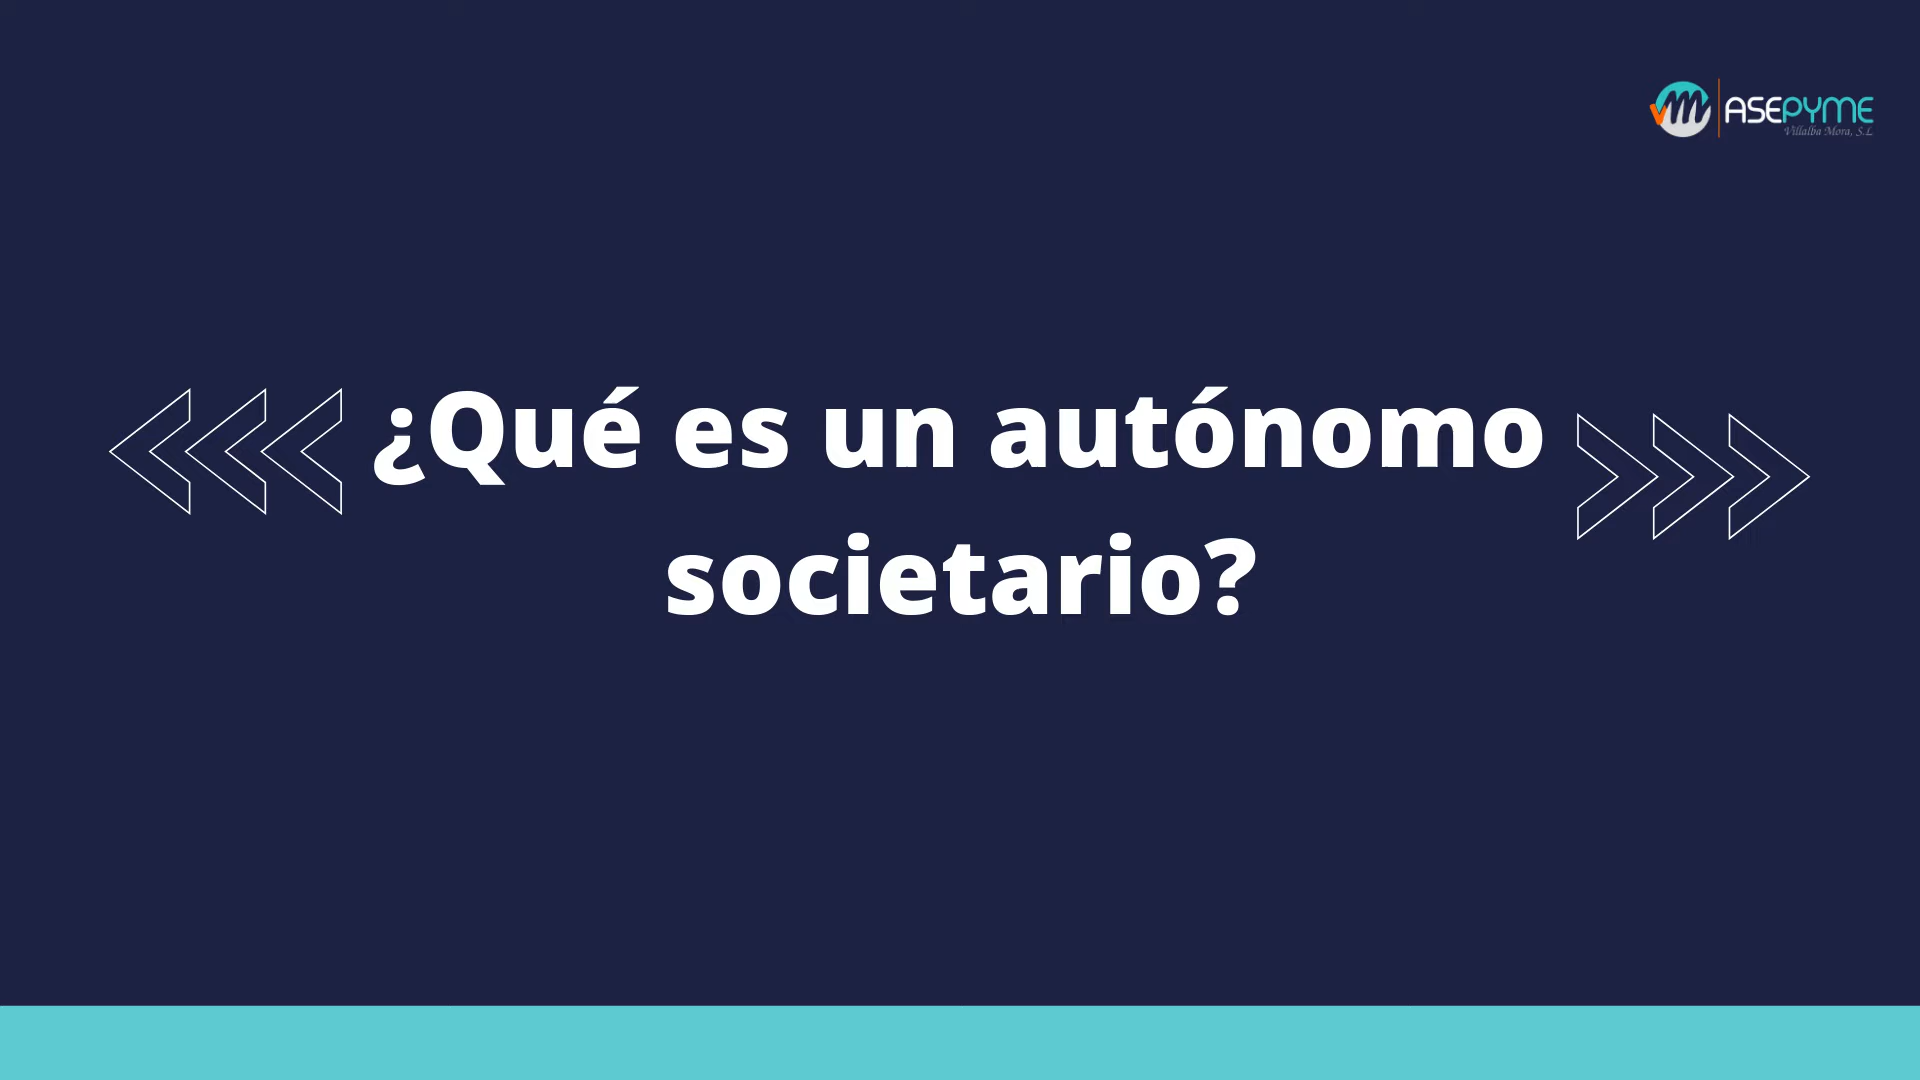 ASEPYME
Villalba Mora, S.L.
¿Qué es un autónomo
societario?